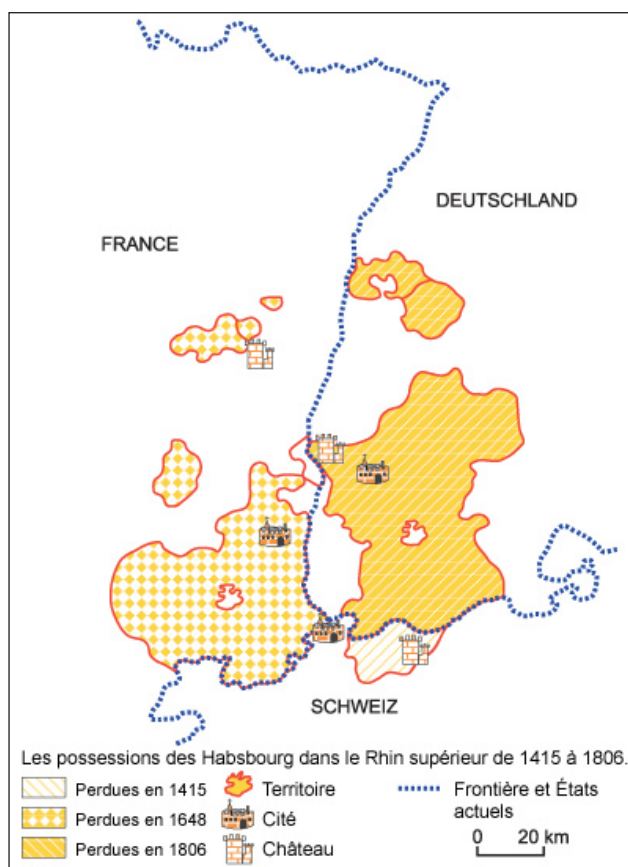 DEUTSCHLAND
FRANCE
SCHWEIZ
Les possessions des Habsbourg dans le Rhin supérieur de 1415 à 1806.
Perdues en 1415
Perdues en 1648
Perdues en 1806
Territoire
Cité
Château
Frontière et États
actuels
0 20 km